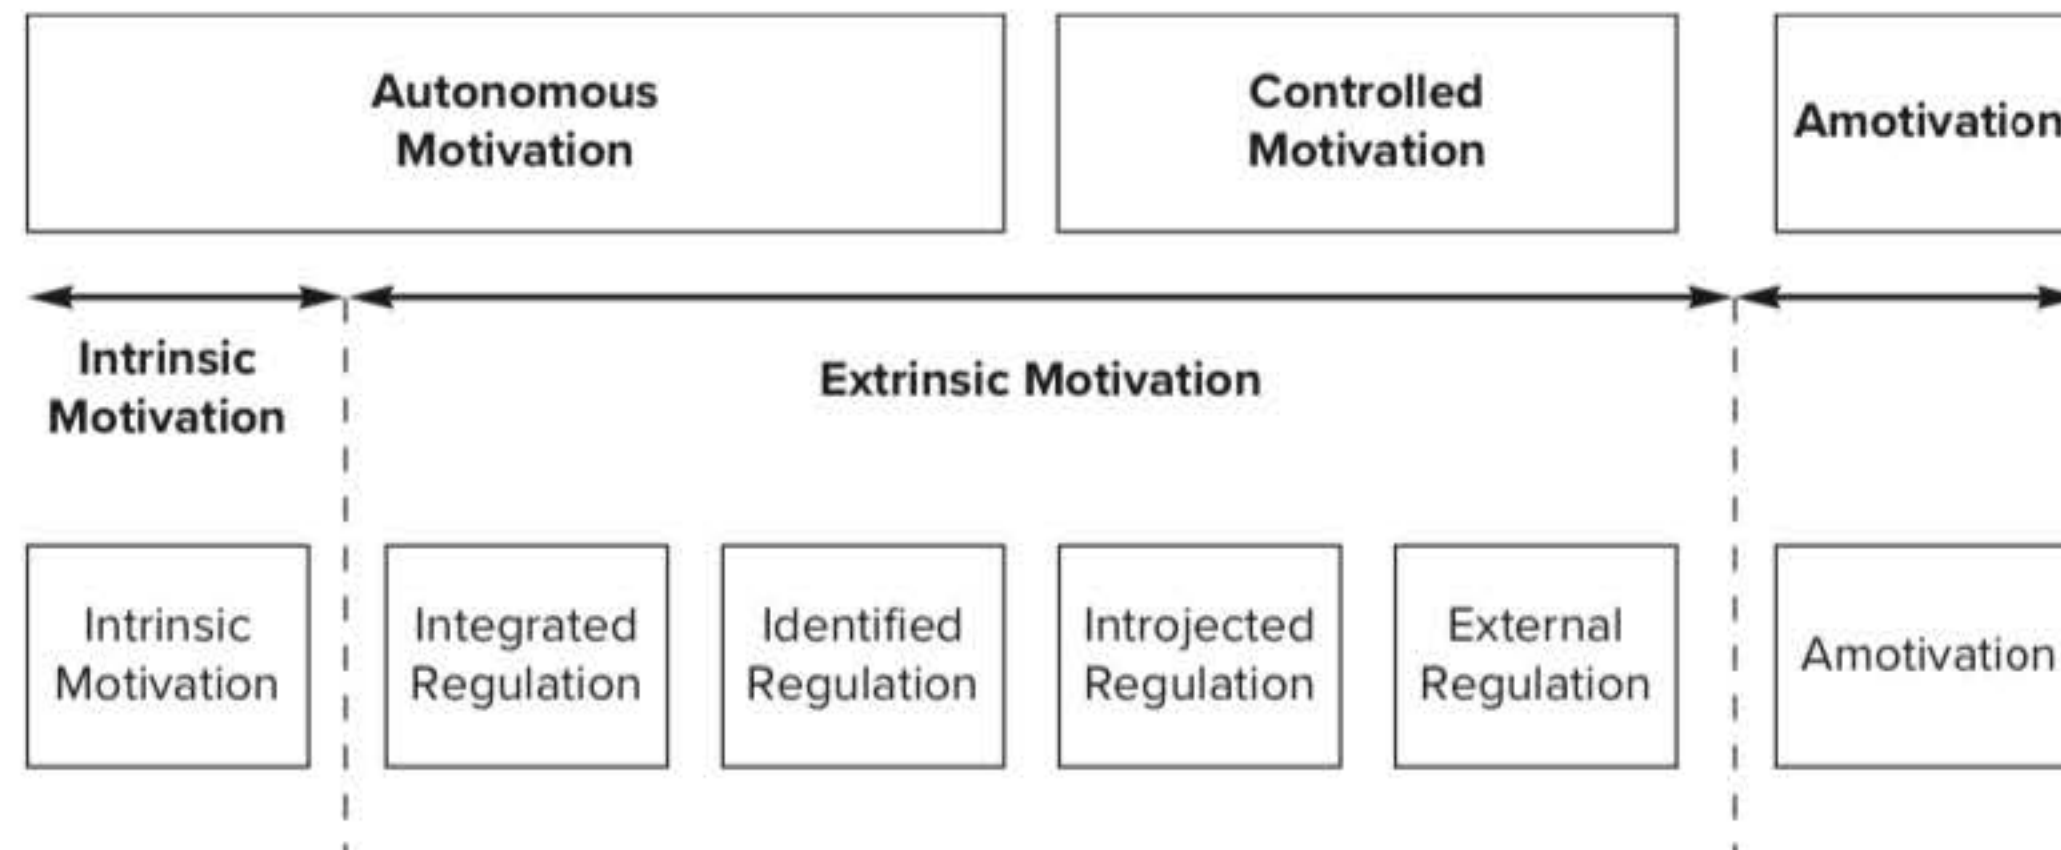 Autonomous
Motivation
Controlled
Motivation
Amotivation
Intrinsic
Motivation
Extrinsic Motivation
Intrinsic
Motivation
Integrated
Regulation
Identified
Regulation
Introjected
Regulation
External
Regulation
Amotivation